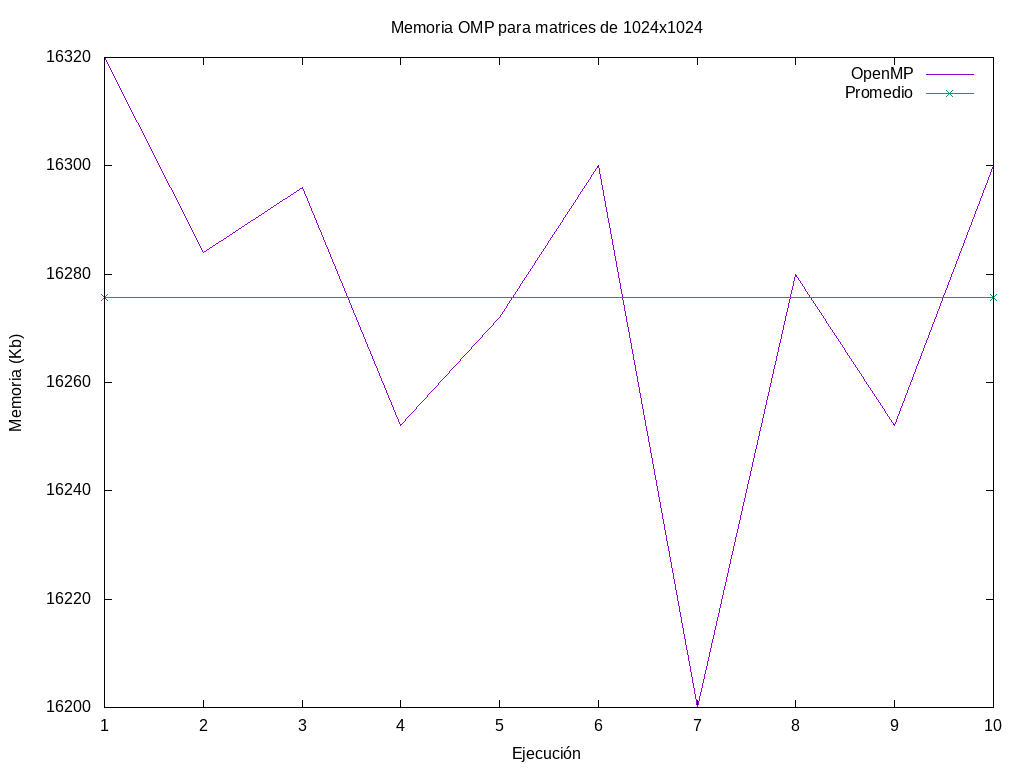 Memoria OMP para matrices de 1024x1024
OpenMP
Promedio
16320
16300
16280
16260
16240
16220
16200
Memoria (Kb)
1 2 3 4 5 6 7 8 9 10
Ejecución